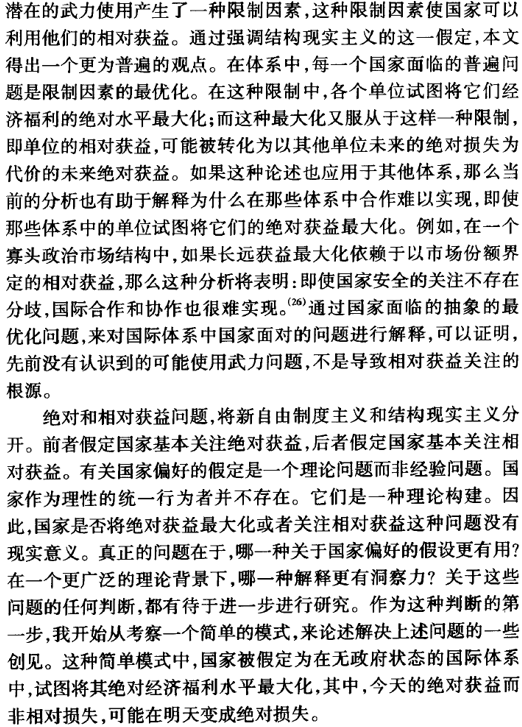 潜在的武力使用产生了一种限制因素,这种限制因素使国家可以
利用他们的相对获益。通过强调结构现实主义的这一假定,本文
得出一个更为普遍的观点。在体系中,每一个国家面临的普遍问
题是限制因素的最优化。在这种限制中,各个单位试图将它们经
济福利的绝对水平最大化;而这种最大化又服从于这样一种限制,
即单位的相对获益,可能被转化为以其他单位未来的绝对损失为
代价的未来绝对获益。如果这种论述也应用于其他体系,那么当
前的分析也有助于解释为什么在那些体系中合作难以实现,即使
那些体系中的单位试图将它们的绝对获益最大化。例如,在一个
寡头政治市场结构中,如果长远获益最大化依赖于以市场份额界
定的相对获益,那么这种分析将表明:即使国家安全的关注不存在
分歧,国际合作和协作也很难实现。(26)通过国家面临的抽象的最
优化问题,来对国际体系中国家面对的问题进行解释,可以证明,
先前没有认识到的可能使用武力问题,不是导致相对获益关注的
根源。
绝对和相对获益问题,将新自由制度主义和结构现实主义分
开。前者假定国家基本关注绝对获益,后者假定国家基本关注相
对获益。有关国家偏好的假定是一个理论问题而非经验问题。国
家作为理性的统一行为者并不存在。它们是一种理论构建。因
此,国家是否将绝对获益最大化或者关注相对获益这种问题没有
现实意义。真正的问题在于,哪一种关于国家偏好的假设更有用?
在一个更广泛的理论背景下,哪一种解释更有洞察力?关于这些
问题的任何判断,都有待于进一步进行研究。作为这种判断的第
一步,我开始从考察一个简单的模式,来论述解决上述问题的一些
创见。这种简单模式中,国家被假定为在无政府状态的国际体系
中,试图将其绝对经济福利水平最大化,其中,今天的绝对获益而
非相对损失,可能在明天变成绝对损失。